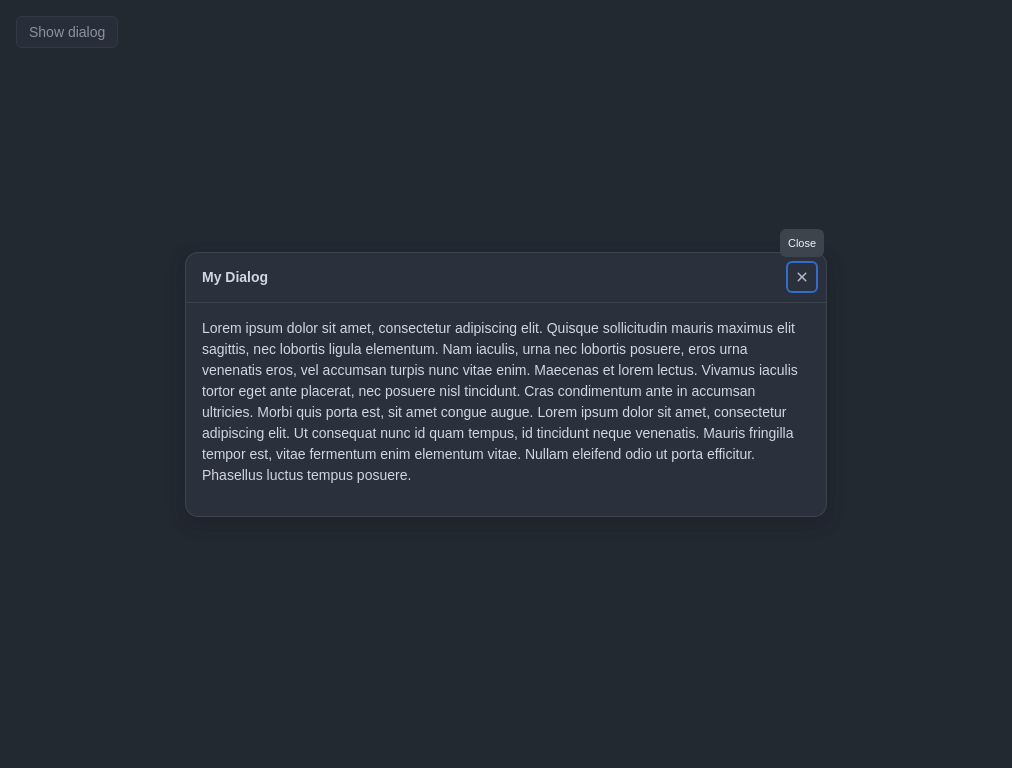 Show dialog
Close
My Dialog
Lorem ipsum dolor sit amet, consectetur adipiscing elit. Quisque sollicitudin mauris maximus elit
sagittis, nec lobortis ligula elementum. Nam iaculis, urna nec lobortis posuere, eros urna
venenatis eros, vel accumsan turpis nunc vitae enim. Maecenas et lorem lectus. Vivamus iaculis
tortor eget ante placerat, nec posuere nisl tincidunt. Cras condimentum ante in accumsan
ultricies. Morbi quis porta est, sit amet congue augue. Lorem ipsum dolor sit amet, consectetur
adipiscing elit. Ut consequat nunc id quam tempus, id tincidunt neque venenatis. Mauris fringilla
tempor est, vitae fermentum enim elementum vitae. Nullam eleifend odio ut porta efficitur.
Phasellus luctus tempus posuere.